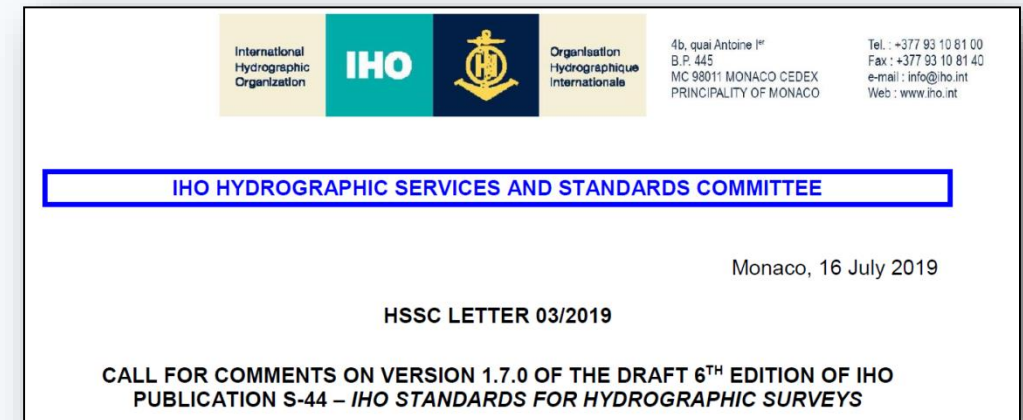 International
Hydrographic
Organization
IHO
Organisation
Hydrographique
Internationale
4b, quai Antoine Iᵉʳ
B.P. 445
MC 98011 MONACO CEDEX
PRINCIPALITY OF MONACO
Tel. : +377 93 10 81 00
Fax : +377 93 10 81 40
e-mail : info@iho.int
Web : www.iho.int
IHO HYDROGRAPHIC SERVICES AND STANDARDS COMMITTEE
Monaco, 16 July 2019
HSSC LETTER 03/2019
CALL FOR COMMENTS ON VERSION 1.7.0 OF THE DRAFT 6TH EDITION OF IHO
PUBLICATION S-44 – IHO STANDARDS FOR HYDROGRAPHIC SURVEYS